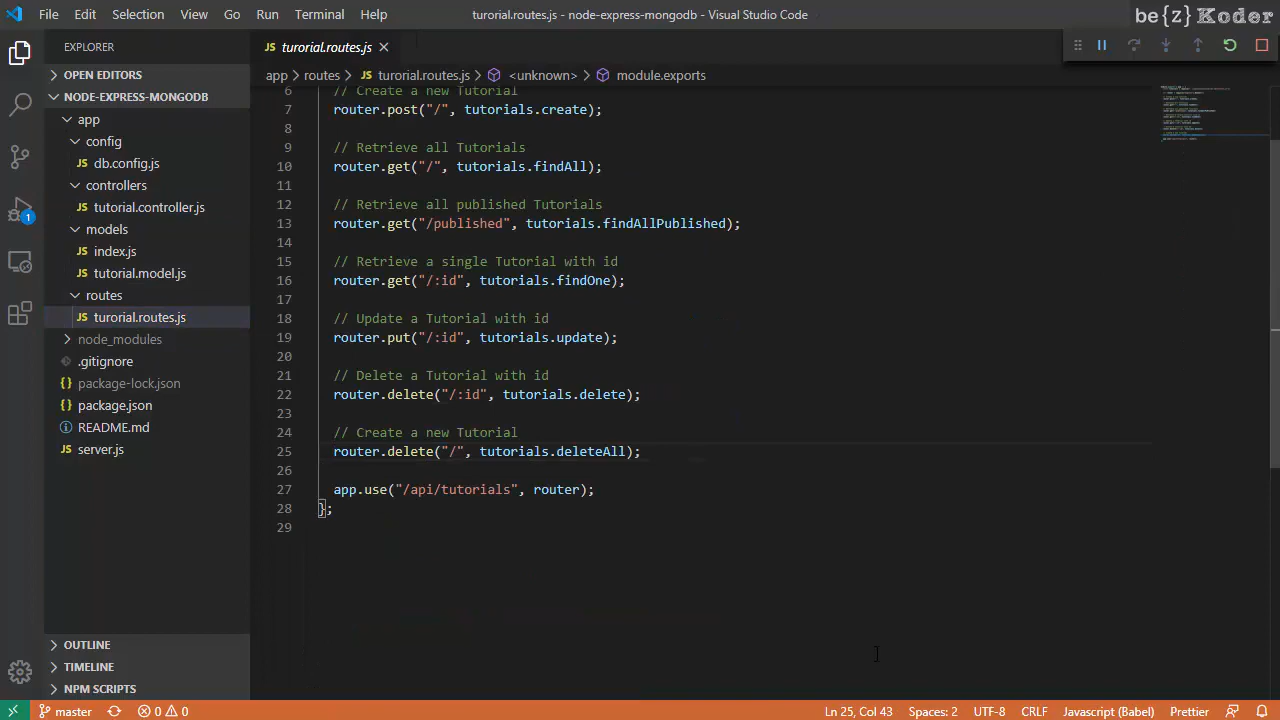 File Edit Selection View Go Run Terminal Help turorial.routes.js - node-express-mongodb - Visual Studio Code be{z}Koder
EXPLORER
JS turorial.routes.js
OPEN EDITORS
app > routes > JS turorial.routes.js > <unknown> > module.exports
NODE-EXPRESS-MONGODB
app
config
JS db.config.js
controllers
JS tutorial.controller.js
models
JS index.js
JS tutorial.model.js
routes
JS turorial.routes.js
node_modules
.gitignore
{} package-lock.json
{} package.json
README.md
JS server.js
OUTLINE
TIMELINE
NPM SCRIPTS
1
6 // Create a new Tutorial
7 router.post("/", tutorials.create);
8
9 // Retrieve all Tutorials
10 router.get("/", tutorials.findAll);
11
12 // Retrieve all published Tutorials
13 router.get("/published", tutorials.findAllPublished);
14
15 // Retrieve a single Tutorial with id
16 router.get("/:id", tutorials.findOne);
17
18 // Update a Tutorial with id
19 router.put("/:id", tutorials.update);
20
21 // Delete a Tutorial with id
22 router.delete("/:id", tutorials.delete);
23
24 // Create a new Tutorial
25 router.delete("/", tutorials.deleteAll);
26
27 app.use("/api/tutorials", router);
28 };
29
master 0 0 Ln 25, Col 43 Spaces: 2 UTF-8 CRLF JavaScript (Babel) Prettier